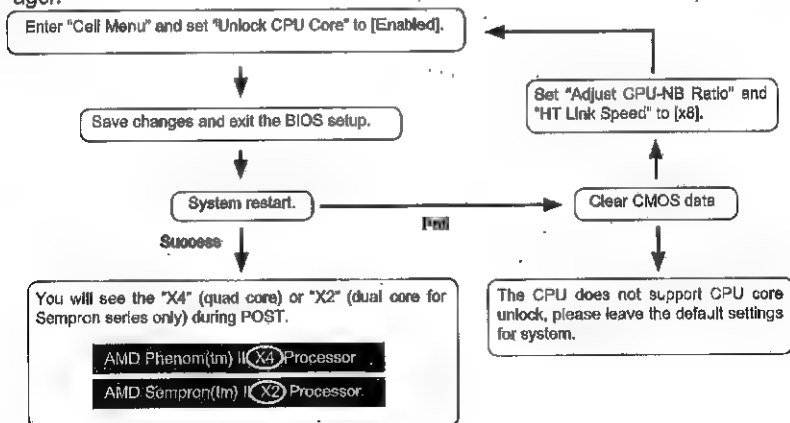 ager.
Enter "Cell Menu" and set "Unlock CPU Core" to [Enabled].
Set "Adjust CPU-NB Ratio" and
"HT Link Speed" to [x8].
Save changes and exit the BIOS setup.
System restart.
Clear CMOS data
Success
You will see the "X4" (quad core) or "X2" (dual core for
Sempron series only) during POST.
AMD Phenom(tm) II X4 Processor
AMD Sempron(tm) II X2 Processor.
The CPU does not support CPU core
unlock, please leave the default settings
for system.